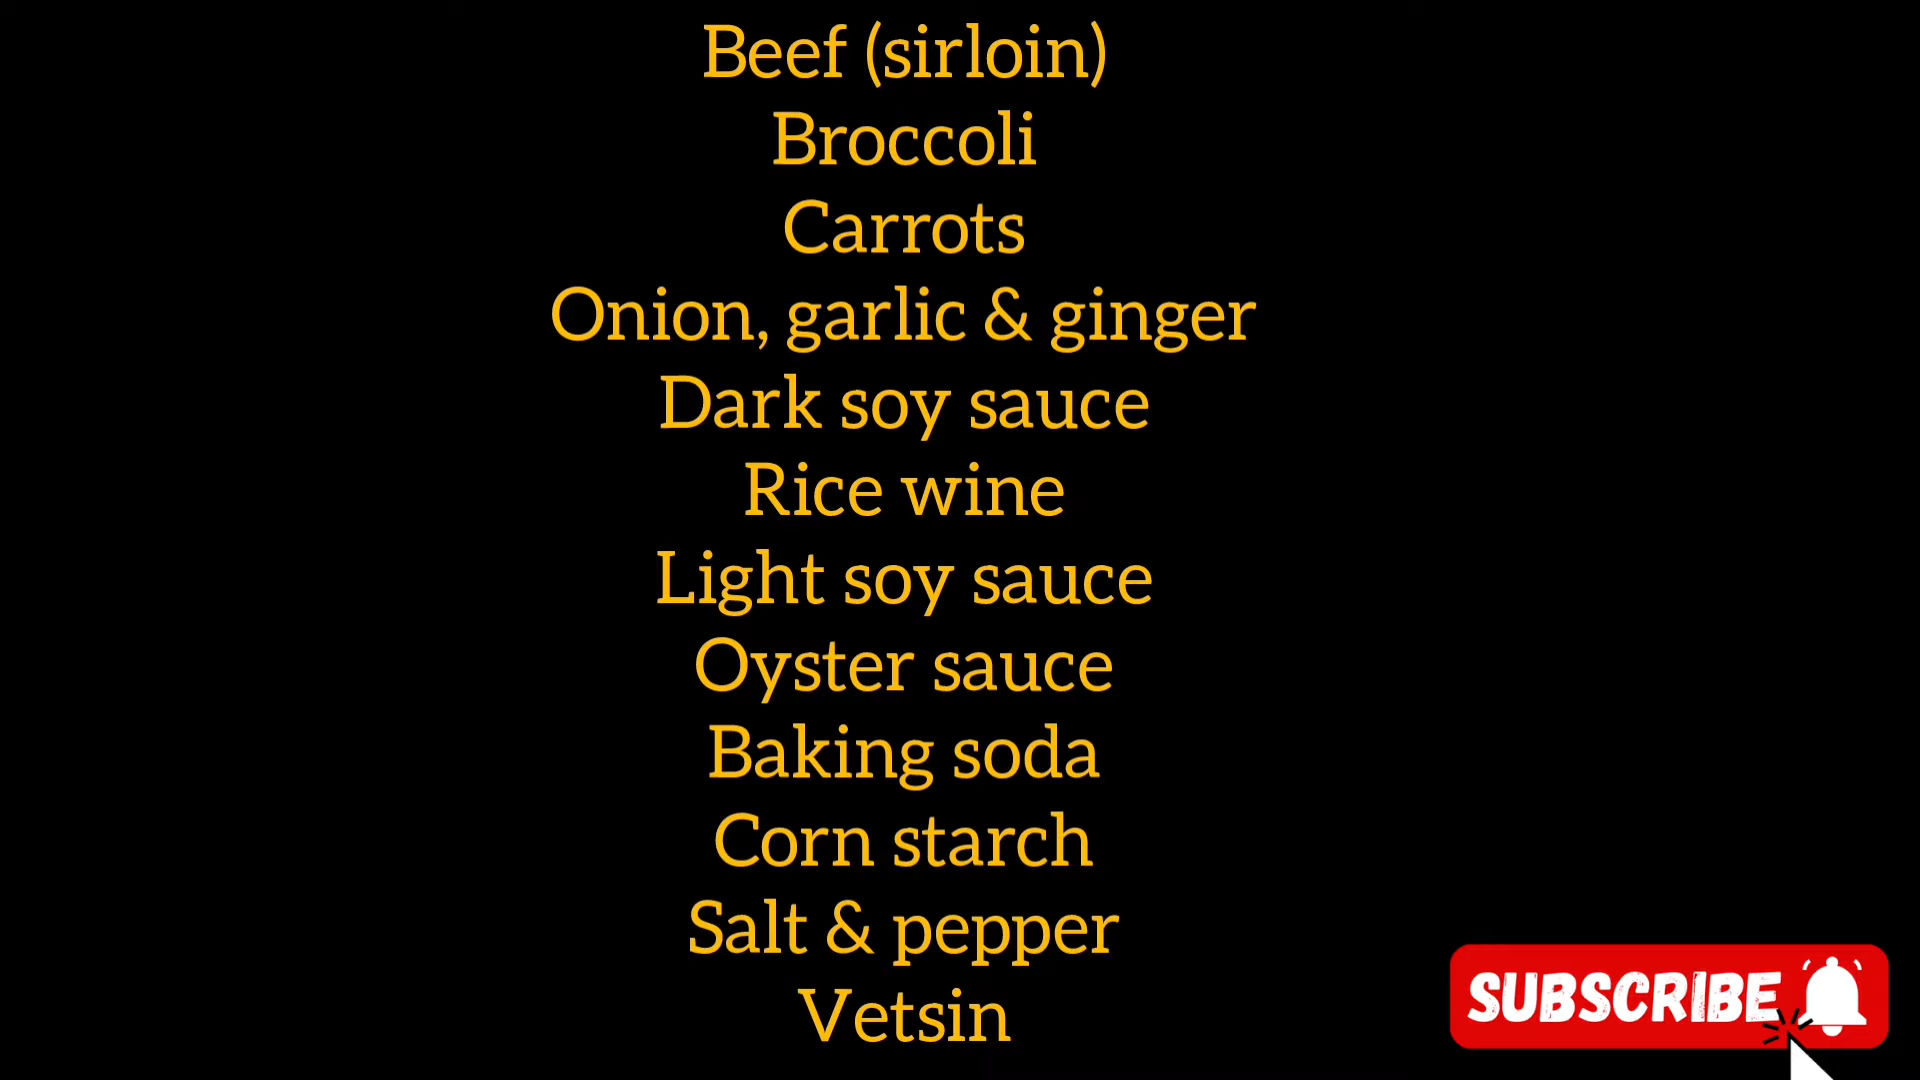 Beef (sirloin)
Broccoli
Carrots
Onion, garlic & ginger
Dark soy sauce
Rice wine
Light soy sauce
Oyster sauce
Baking soda
Corn starch
Salt & pepper
Vetsin
SUBSCRIBE